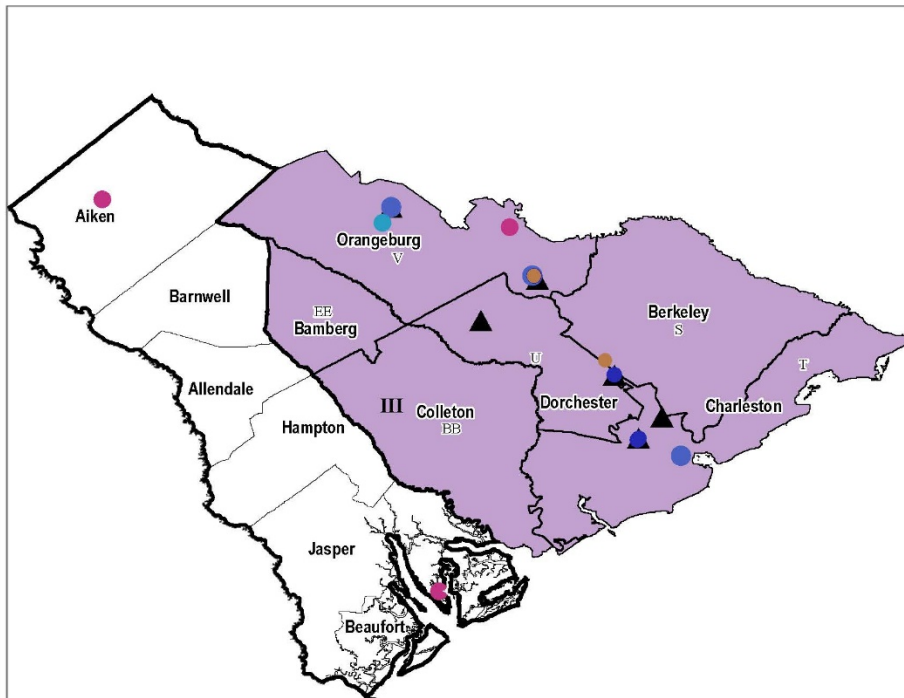 Aiken
Orangeburg
V
Barnwell
EE
Bamberg
Berkeley
S
U
T
Allendale
III
Colleton
BB
Dorchester
Charleston
Hampton
Jasper
Beaufort